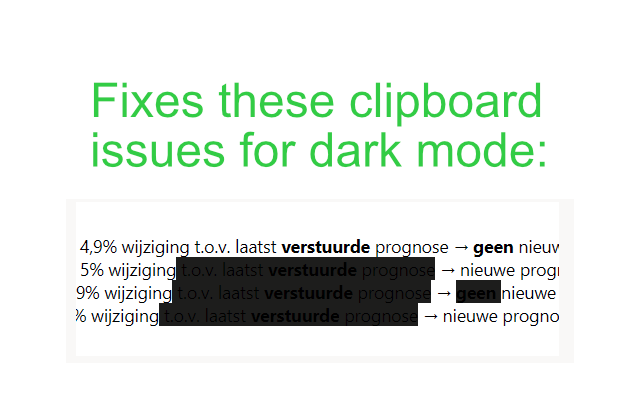 Fixes these clipboard
issues for dark mode:
4,9% wijziging t.o.v. laatst verstuurde prognose → geen nieuw
5% wijziging t.o.v. laatst verstuurde prognose → nieuwe progn
9% wijziging t.o.v. laatst verstuurde prognose → geen nieuwe
% wijziging t.o.v. laatst verstuurde prognose → nieuwe progno